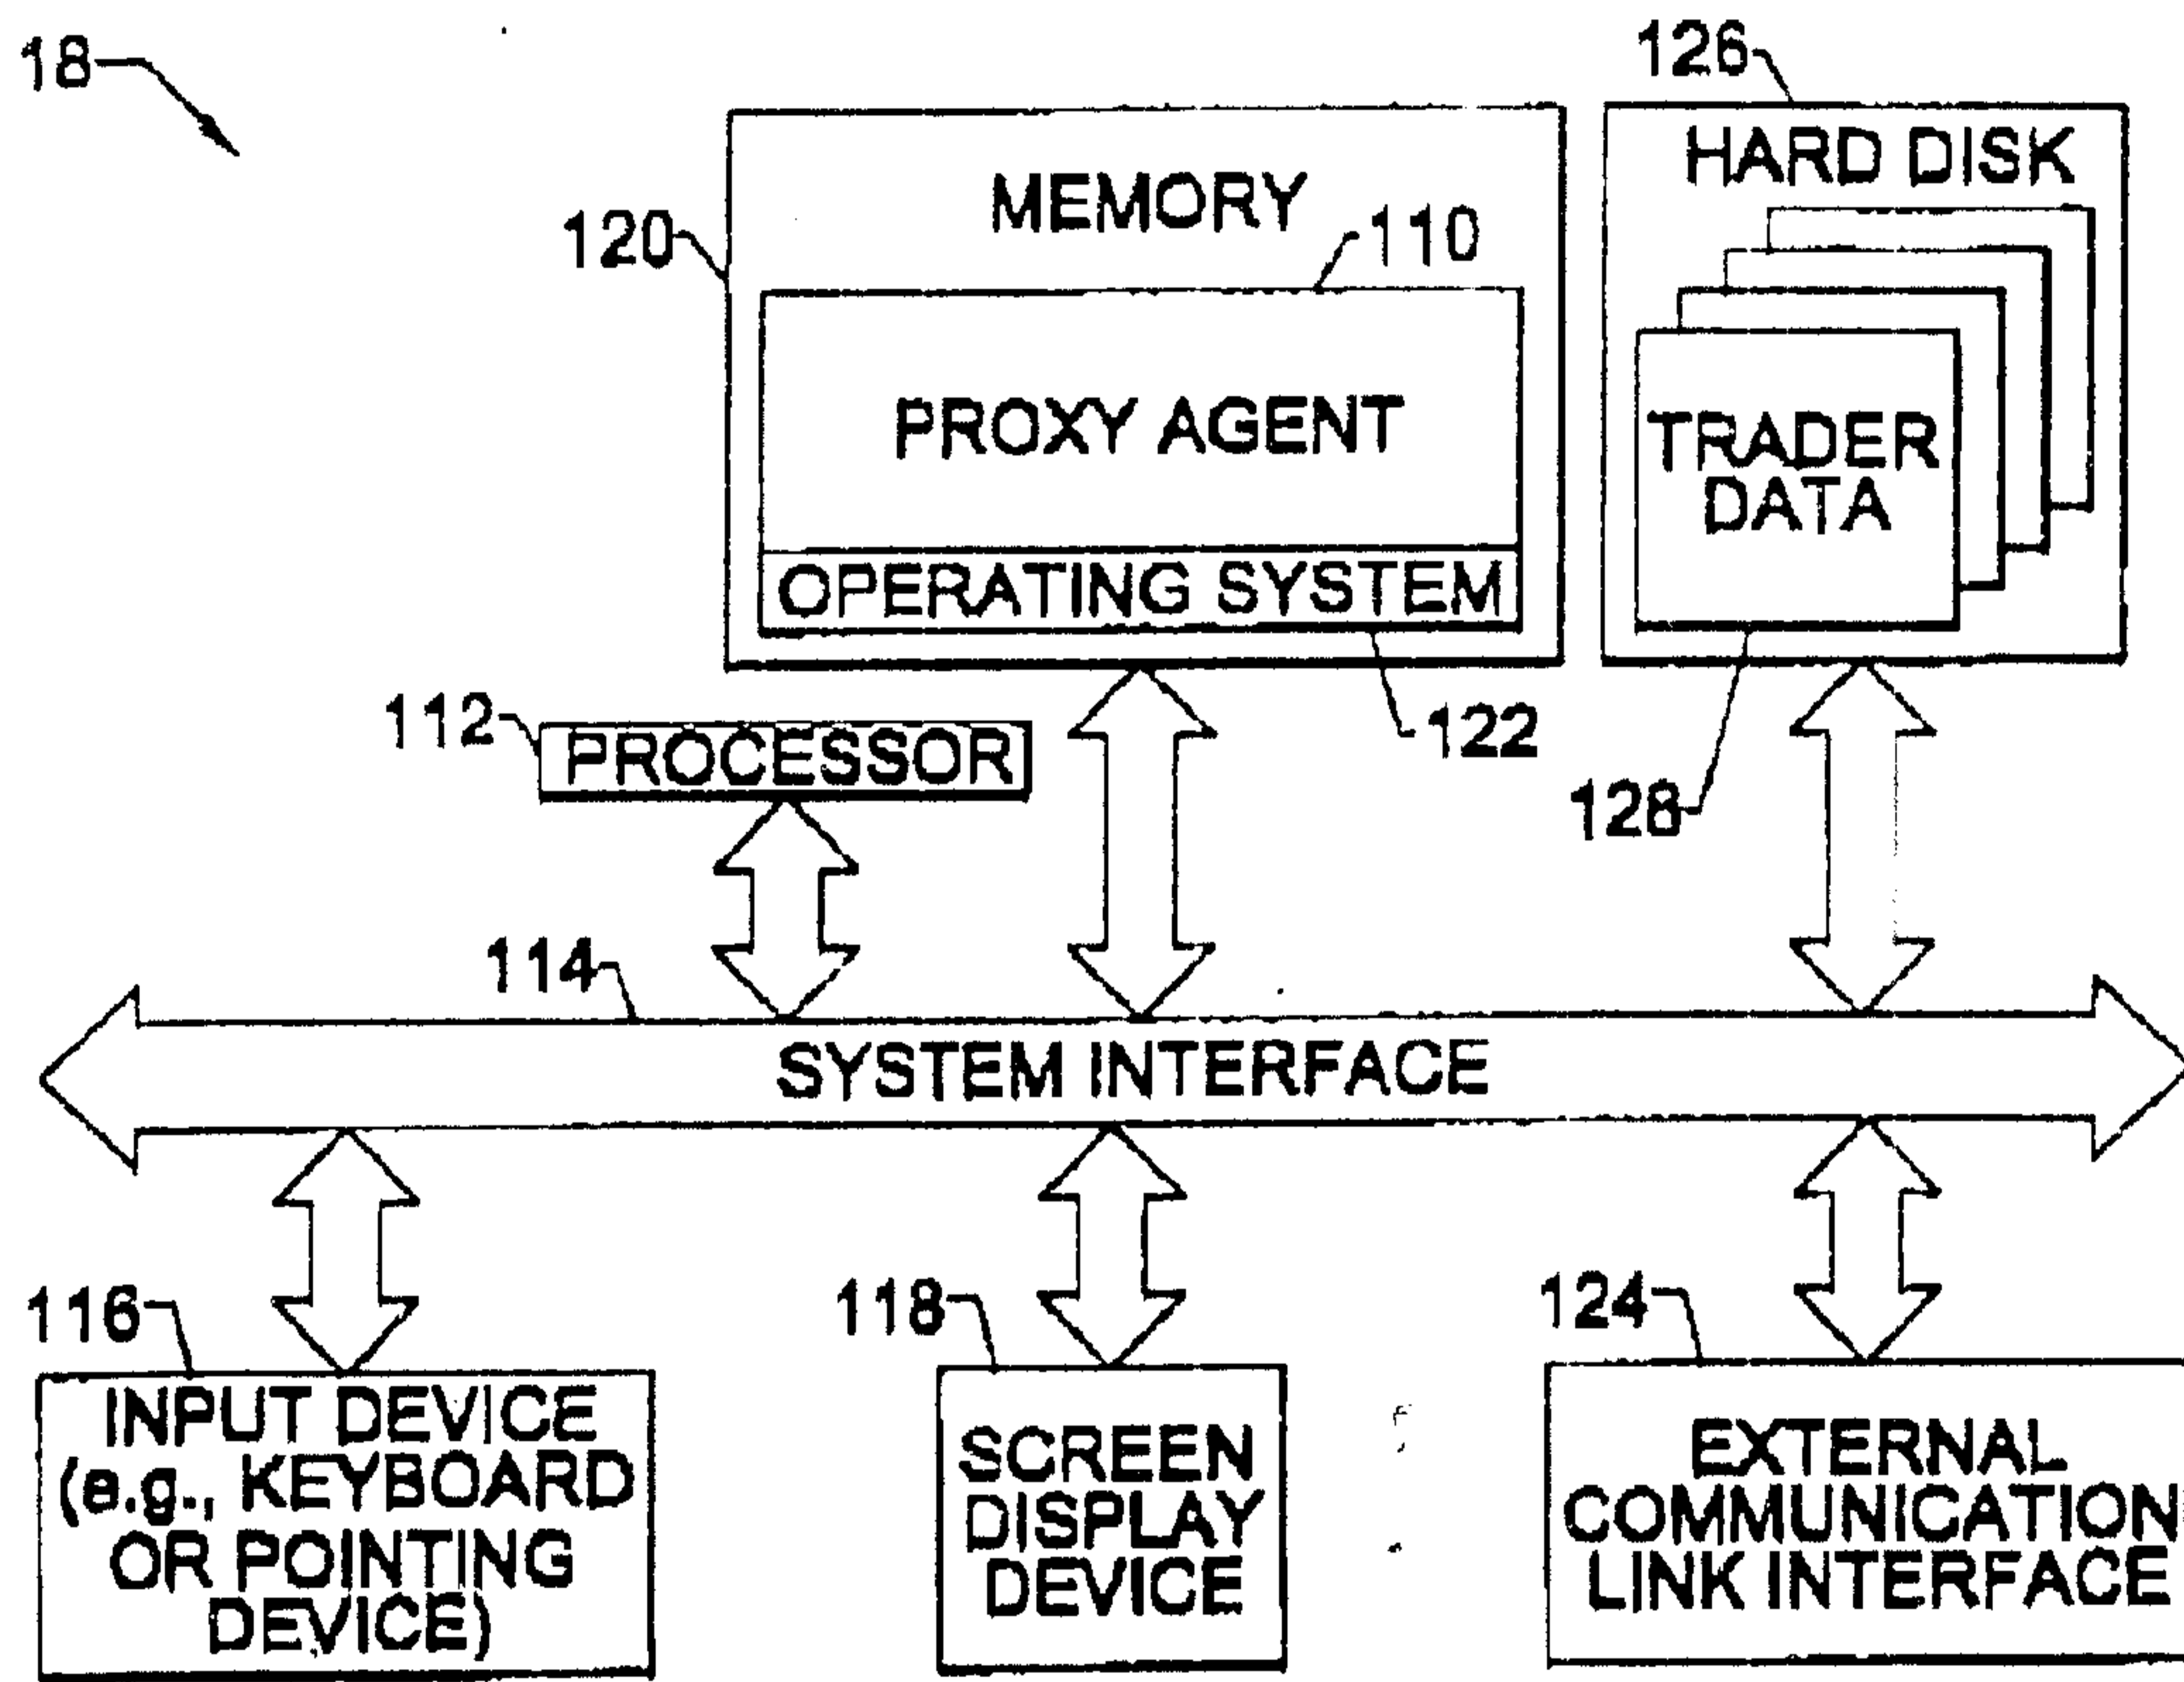 18
126
HARD DISK
MEMORY
120
110
PROXY AGENT
TRADER
DATA
OPERATING SYSTEM
112
PROCESSOR
122
128
114
SYSTEM INTERFACE
116
118
124
INPUT DEVICE
(e.g., KEYBOARD
OR POINTING
DEVICE)
SCREEN
DISPLAY
DEVICE
EXTERNAL
COMMUNICATION
LINK INTERFACE